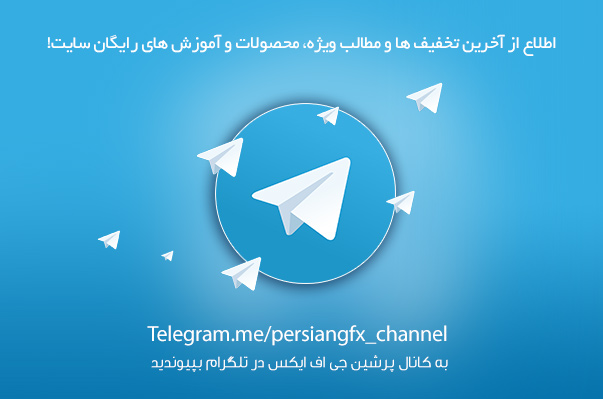 اطلاع از آخرین تخفیف ها و مطالب ویژه، محصولات و آموزش های رایگان سایت!
Telegram.me/persiangfx_channel
به کانال پرشین جی اف ایکس در تلگرام بپیوندید